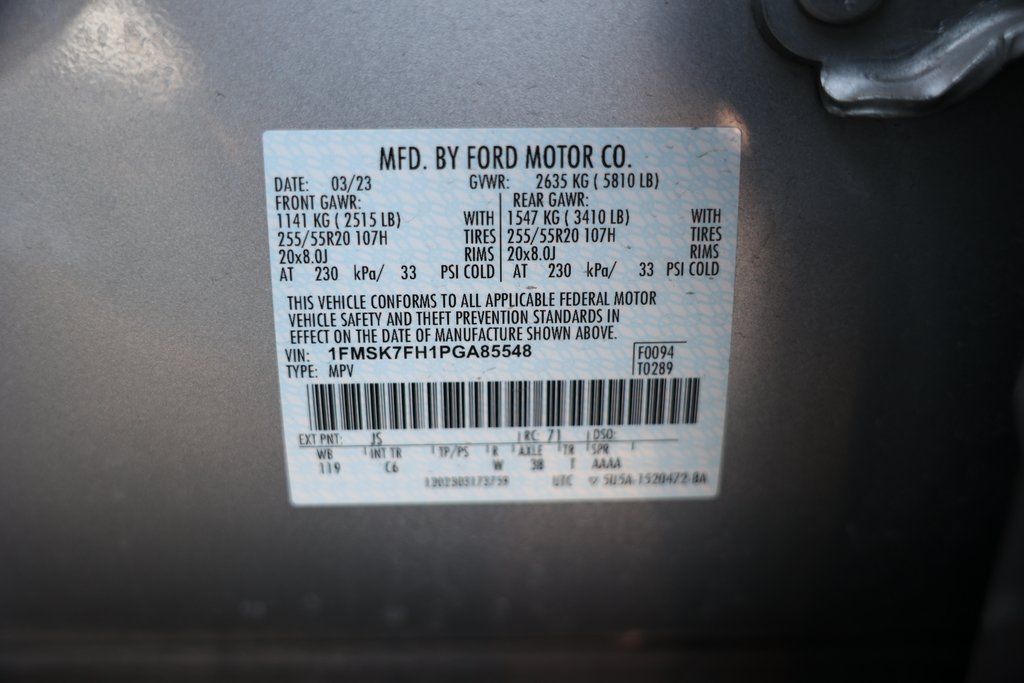 MFD. BY FORD MOTOR CO.
DATE: 03/23 GVWR: 2635 KG ( 5810 LB)
FRONT GAWR: REAR GAWR:
1141 KG ( 2515 LB) WITH 1547 KG ( 3410 LB) WITH
255/55R20 107H TIRES 255/55R20 107H TIRES
20x8.0J RIMS 20x8.0J RIMS
AT 230 kPa/ 33 PSI COLD AT 230 kPa/ 33 PSI COLD
THIS VEHICLE CONFORMS TO ALL APPLICABLE FEDERAL MOTOR
VEHICLE SAFETY AND THEFT PREVENTION STANDARDS IN
EFFECT ON THE DATE OF MANUFACTURE SHOWN ABOVE.
VIN: 1FMSK7FH1PGA85548 F0094
TYPE: MPV T0289
EXT PNT: JS RC: 71 DSO:
WB INT TR TP/PS R AXLE TR SPR
119 C6 W 3B T AAAA
UTC